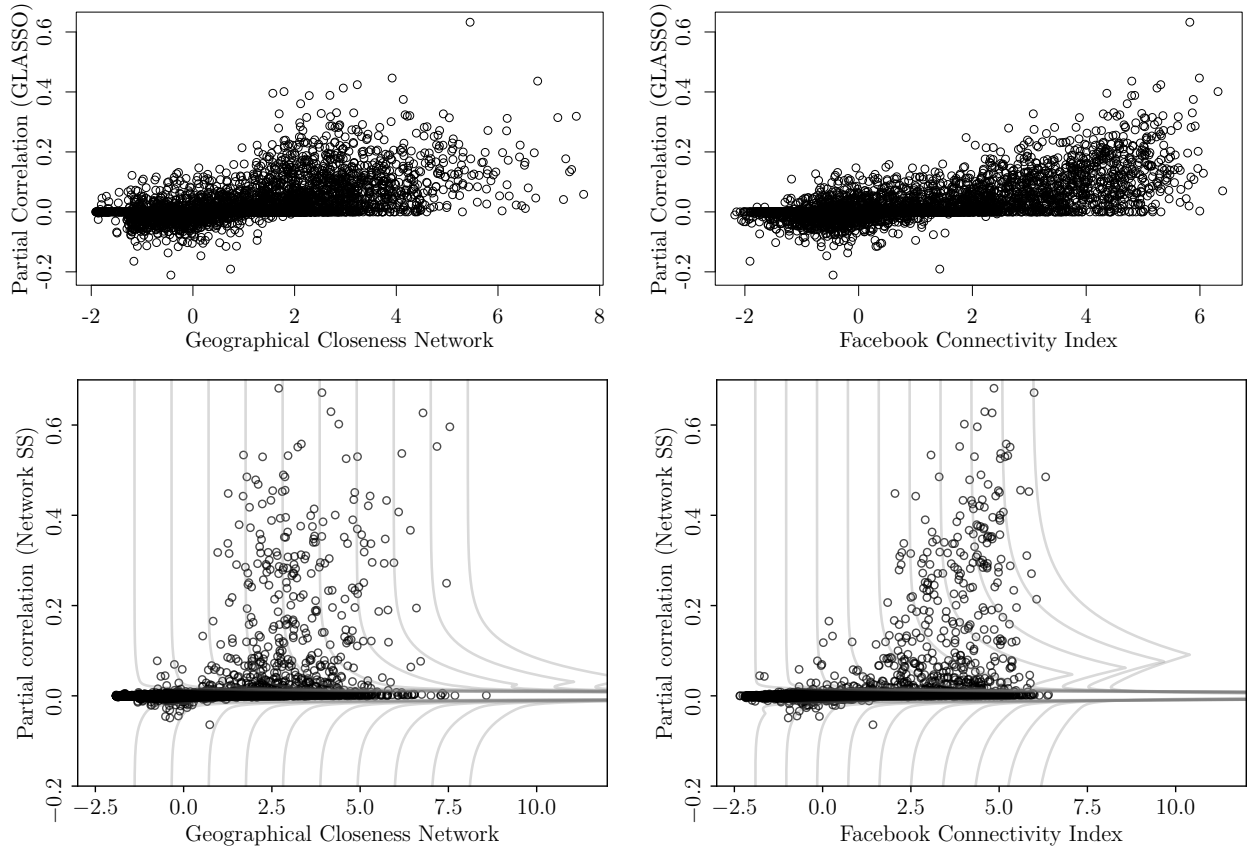 Partial Correlation (GLASSO)
0.6
0.4
0.2
0.0
-0.2
-2 0 2 4 6 8
Geographical Closeness Network
Partial Correlation (GLASSO)
0.6
0.4
0.2
0.0
-0.2
-2 0 2 4 6
Facebook Connectivity Index
Partial correlation (Network SS)
0.6
0.4
0.2
0.0
−0.2
−2.5 0.0 2.5 5.0 7.5 10.0
Geographical Closeness Network
Partial correlation (Network SS)
0.6
0.4
0.2
0.0
−0.2
−2.5 0.0 2.5 5.0 7.5 10.0
Facebook Connectivity Index